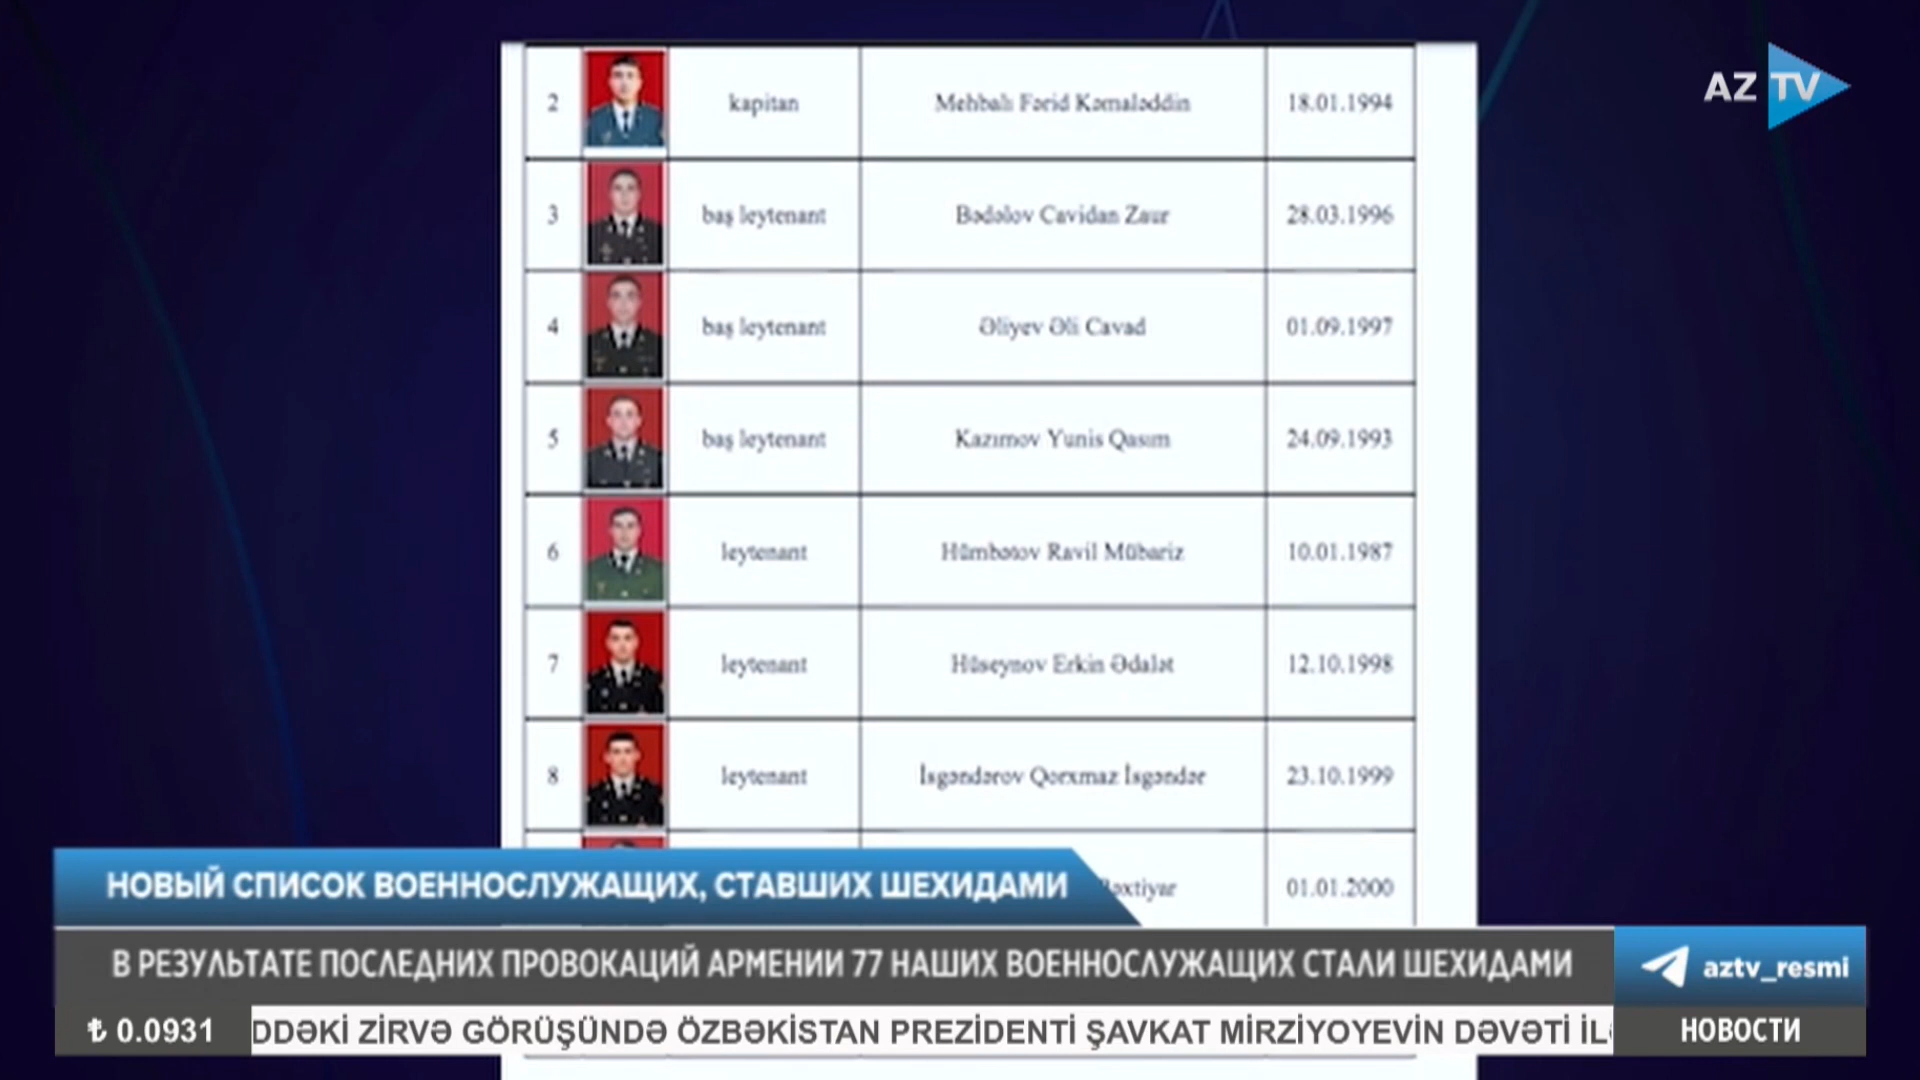 AZ TV
2 kapitan Mehbalı Fərid Kəmaləddin 18.01.1994
3 baş leytenant Bədəlov Cavidan Zaur 28.03.1996
4 baş leytenant Əliyev Əli Cavad 01.09.1997
5 baş leytenant Kazımov Yunis Qasım 24.09.1993
6 leytenant Hümbətov Ravil Mübariz 10.01.1987
7 leytenant Hüseynov Erkin Ədalət 12.10.1998
8 leytenant İsgəndərov Qorxmaz İsgəndər 23.10.1999
01.01.2000
НОВЫЙ СПИСОК ВОЕННОСЛУЖАЩИХ, СТАВШИХ ШЕХИДАМИ
В РЕЗУЛЬТАТЕ ПОСЛЕДНИХ ПРОВОКАЦИЙ АРМЕНИИ 77 НАШИХ ВОЕННОСЛУЖАЩИХ СТАЛИ ШЕХИДАМИ
aztv_resmi
₺ 0.0931 DDƏKİ ZİRVƏ GÖRÜŞÜNDƏ ÖZBƏKİSTAN PREZİDENTİ ŞAVKAT MİRZİYOYEVİN DƏVƏTİ İL
НОВОСТИ